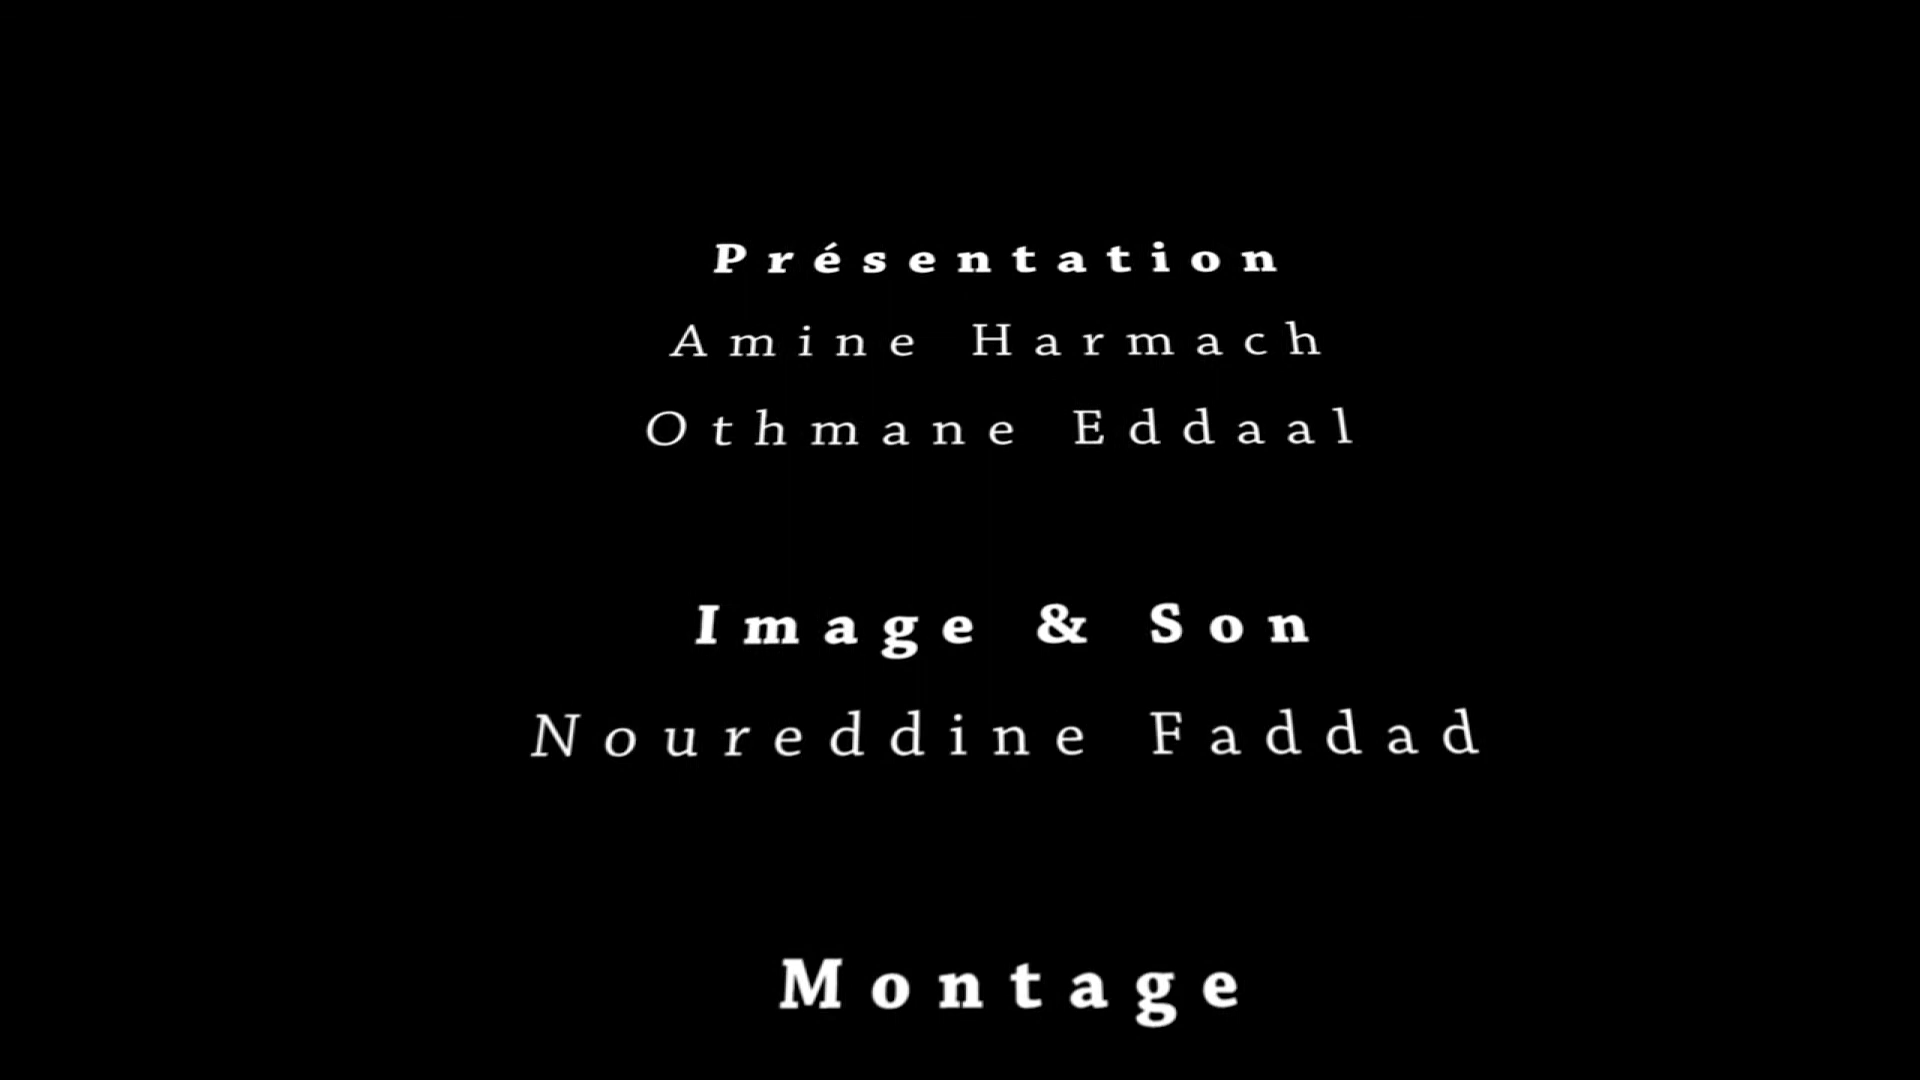 Présentation
Amine Harmach
Othmane Eddaal
Image & Son
Noureddine Faddad
Montage